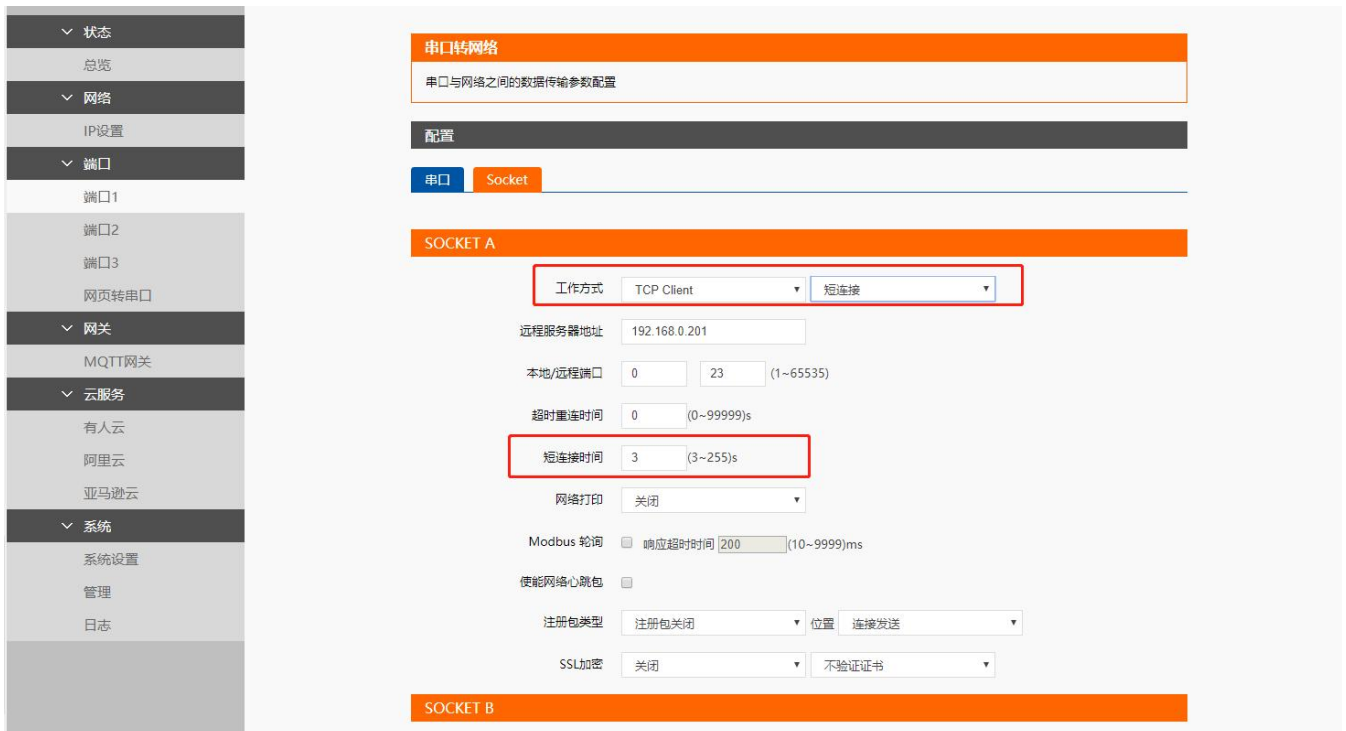 状态
总览
网络
IP设置
端口
端口1
端口2
端口3
网页转串口
网关
MQTT网关
云服务
有人云
阿里云
亚马逊云
系统
系统设置
管理
日志
串口转网络
串口与网络之间的数据传输参数配置
配置
串口 Socket
SOCKET A
工作方式 TCP Client 短连接
远程服务器地址 192.168.0.201
本地/远程端口 0 23 (1~65535)
超时重连时间 0 (0~99999)s
短连接时间 3 (3~255)s
网络打印 关闭
Modbus 轮询 响应超时时间 200 (10~9999)ms
使能网络心跳包
注册包类型 注册包关闭 位置 连接发送
SSL加密 关闭 不验证证书
SOCKET B